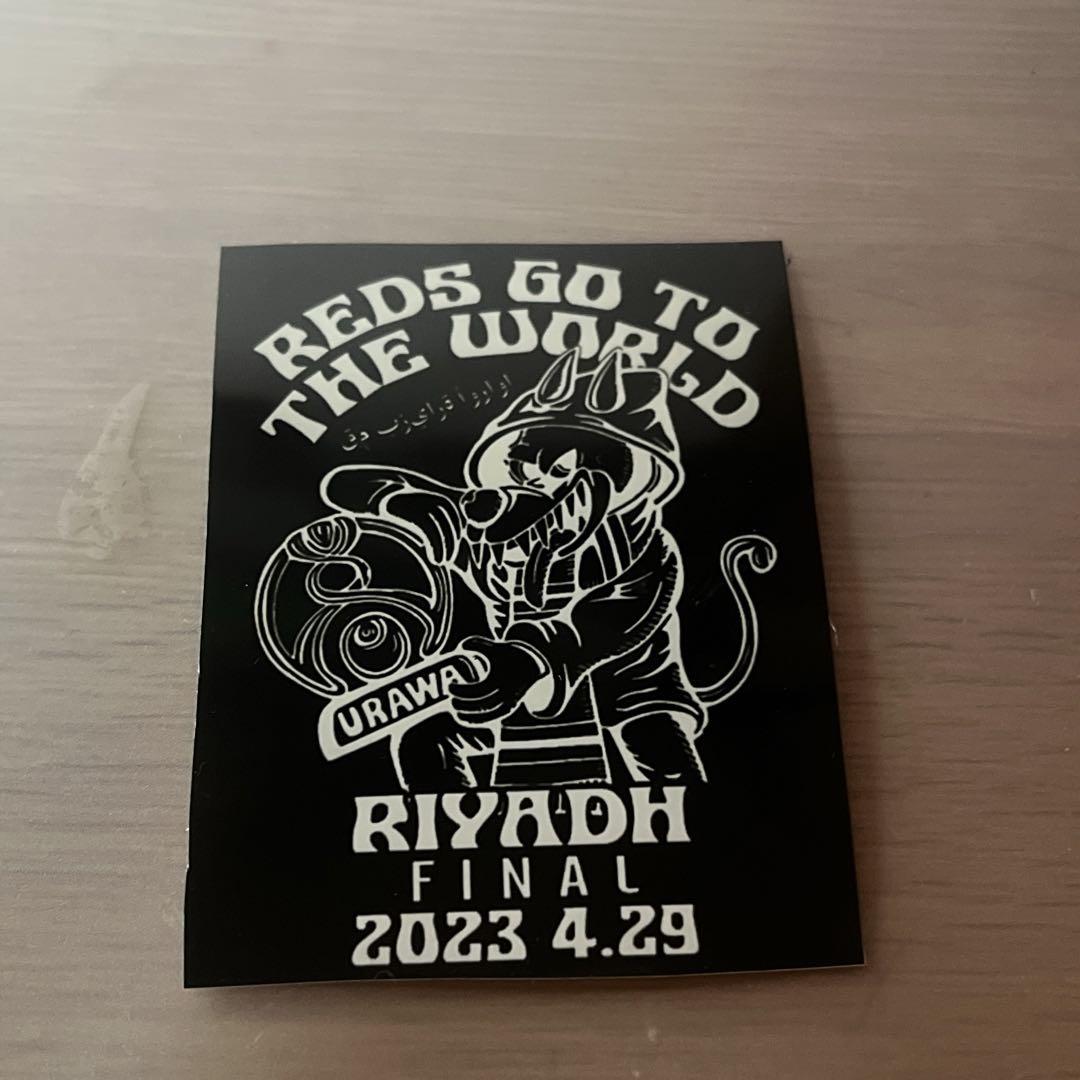 REDS GO TO
THE WORLD
URAWA
RIYADH
FINAL
2023 4.29